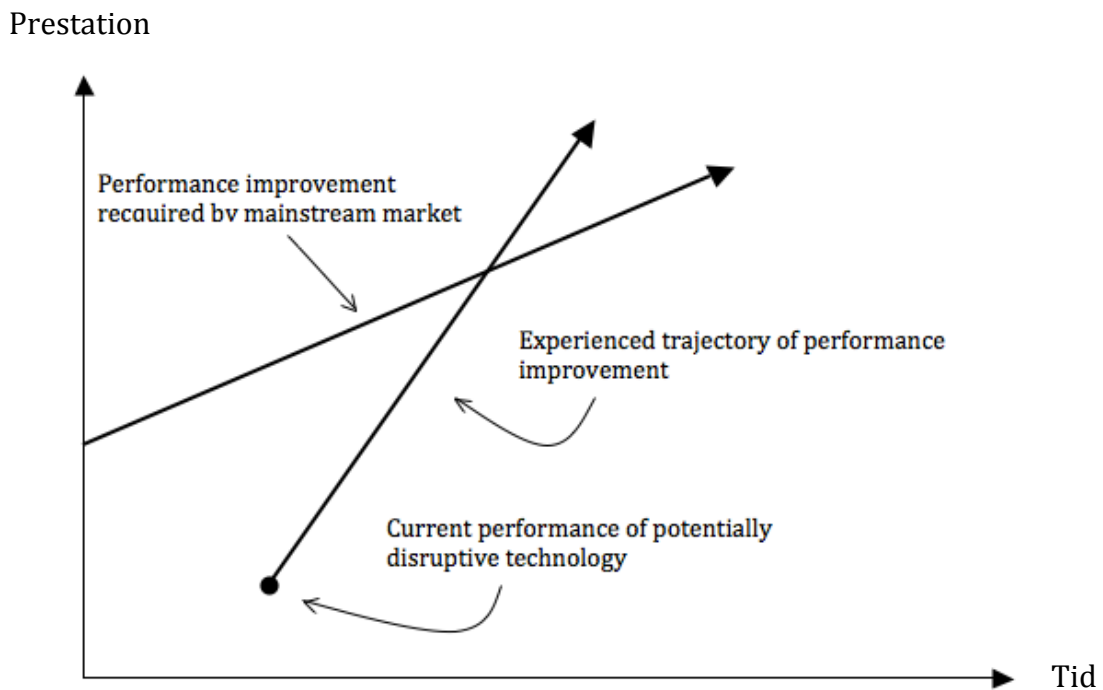 Prestation
Performance improvement
recquired by mainstream market
Experienced trajectory of performance
improvement
Current performance of potentially
disruptive technology
Tid